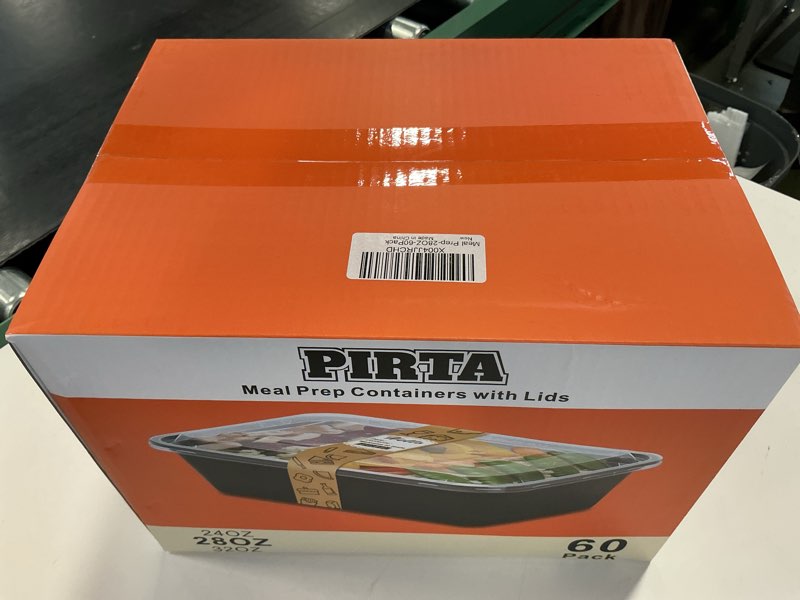 X004JJRCHD
Meal Prep-28OZ-60Pack
New
Made in China
PIRTA
Meal Prep Containers with Lids
24OZ
28OZ
32OZ
60
Pack